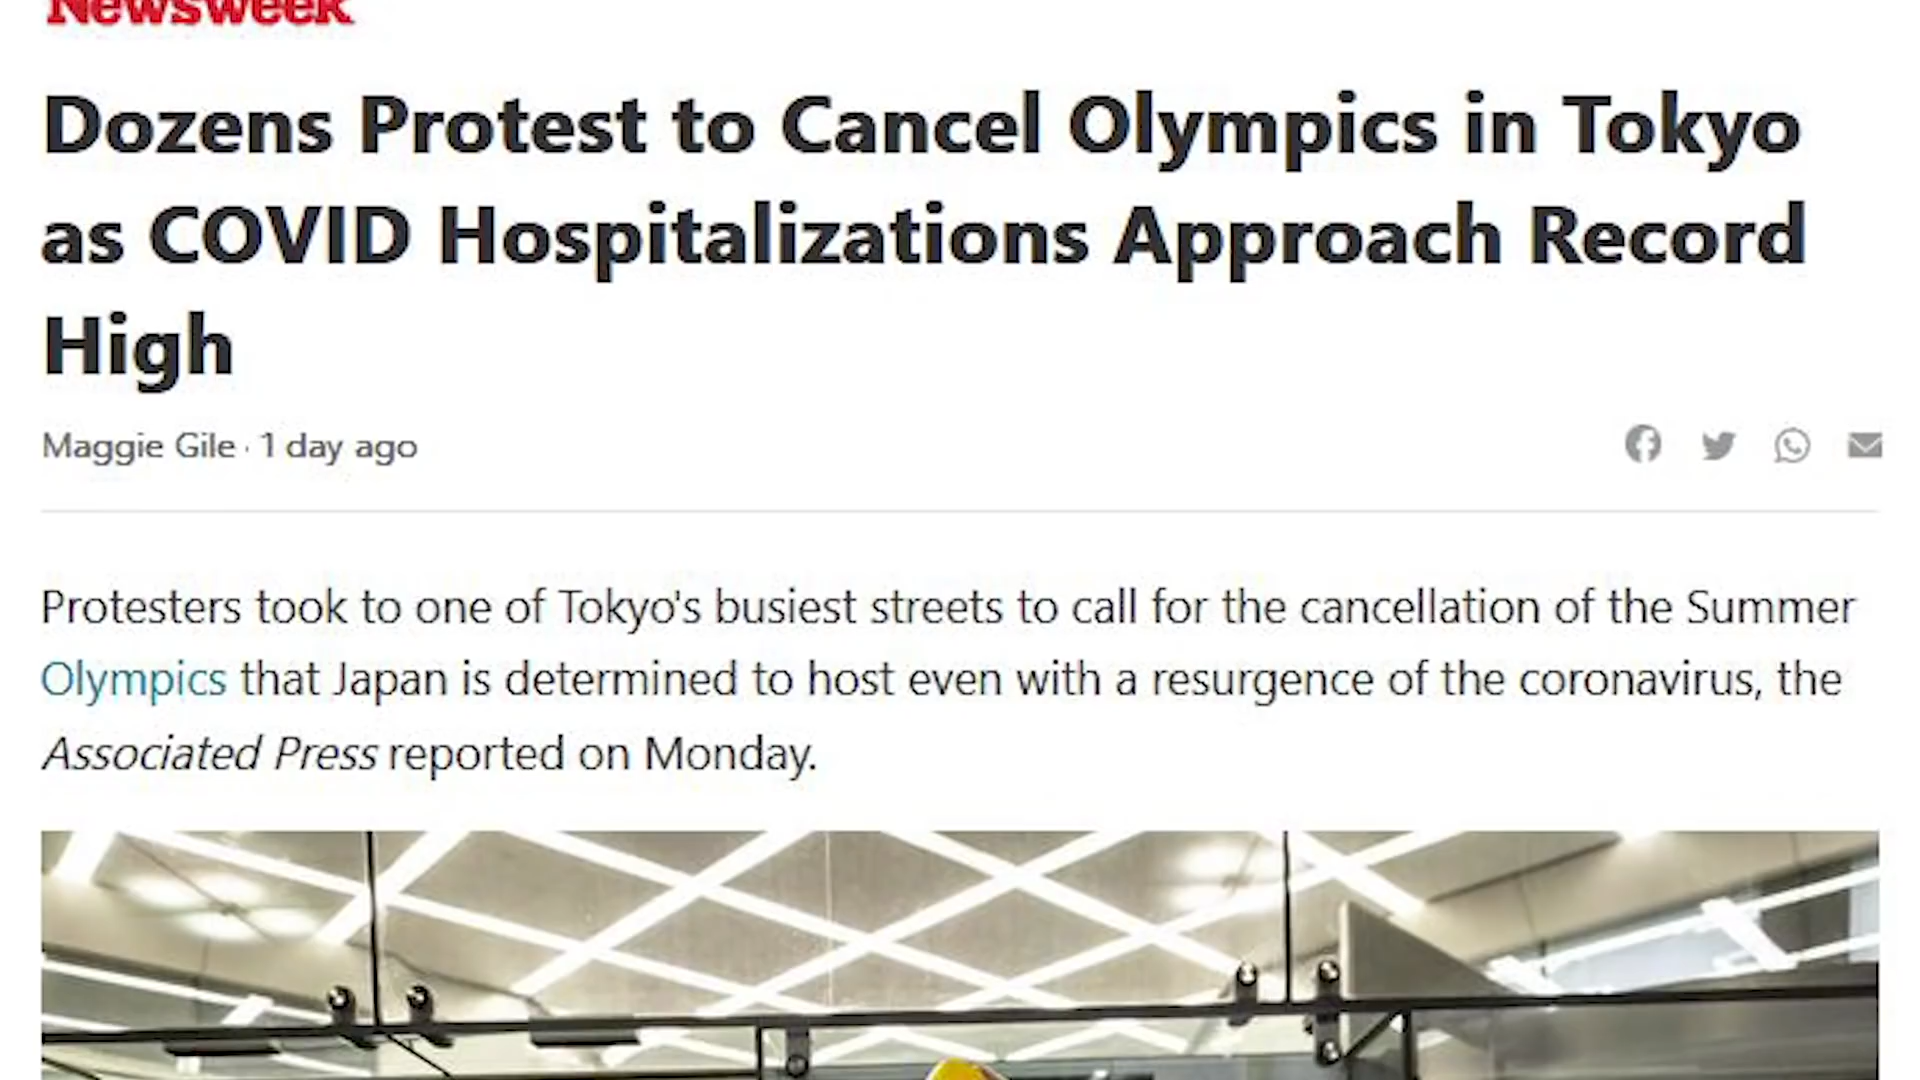 Newsweek
Dozens Protest to Cancel Olympics in Tokyo
as COVID Hospitalizations Approach Record
High
Maggie Gile · 1 day ago
Protesters took to one of Tokyo's busiest streets to call for the cancellation of the Summer
Olympics that Japan is determined to host even with a resurgence of the coronavirus, the
Associated Press reported on Monday.